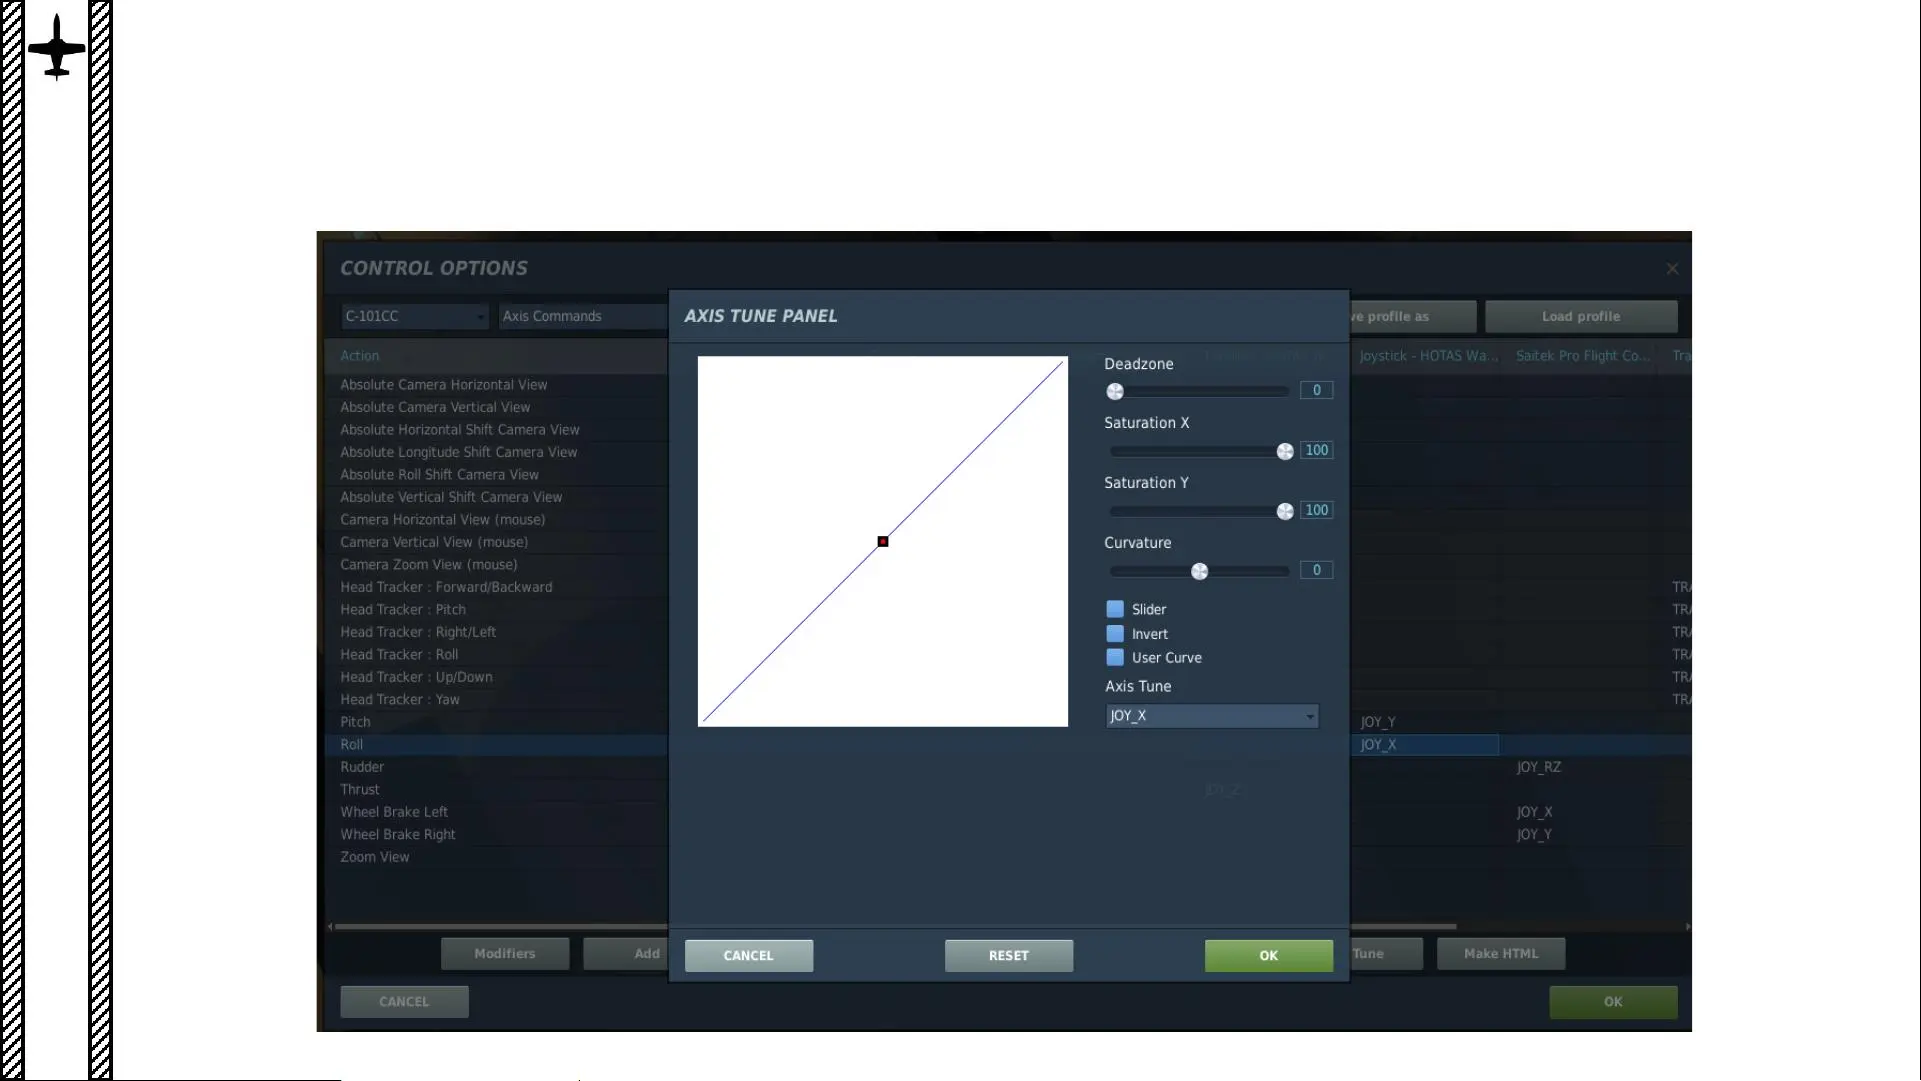 CONTROL OPTIONS
C-101CC
Axis Commands
ve profile as
Load profile
Action
Joystick - HOTAS Wa...
Saitek Pro Flight Co...
Tra
Absolute Camera Horizontal View
Absolute Camera Vertical View
Absolute Horizontal Shift Camera View
Absolute Longitude Shift Camera View
Absolute Roll Shift Camera View
Absolute Vertical Shift Camera View
Camera Horizontal View (mouse)
Camera Vertical View (mouse)
Camera Zoom View (mouse)
Head Tracker : Forward/Backward
TRA
Head Tracker : Pitch
TRA
Head Tracker : Right/Left
TRA
Head Tracker : Roll
TRA
Head Tracker : Up/Down
TRA
Head Tracker : Yaw
TRA
Pitch
JOY_Y
Roll
JOY_X
Rudder
JOY_RZ
Thrust
Wheel Brake Left
JOY_X
Wheel Brake Right
JOY_Y
Zoom View
Modifiers
Add
Tune
Make HTML
CANCEL
OK
AXIS TUNE PANEL
Deadzone
0
Saturation X
100
Saturation Y
100
Curvature
0
Slider
Invert
User Curve
Axis Tune
JOY_X
CANCEL
RESET
OK